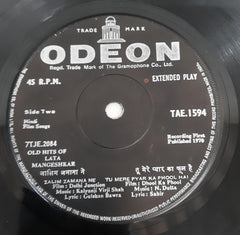 TRADE MARK
ODEON
Regd. Trade Mark of The Gramophone Co. Ltd.
45 R.P.M.
EXTENDED PLAY
Side Two
TAE.1594
Hindi
Film Songs
Recording First
Published 1970
7TJE.2084
OLD HITS OF
LATA
MANGESHKAR
ज़ालिम ज़माना ने
तू मेरे प्यार का फूल है
ZALIM ZAMANA NE
TU MERE PYAR KA PHOOL HAI
Film : Delhi Junction
Film : Dhool Ka Phool
Music : Kalyanji Virji Shah
Music : N. Dutta
Lyric : Gulshan Bawra
Lyric : Sahir